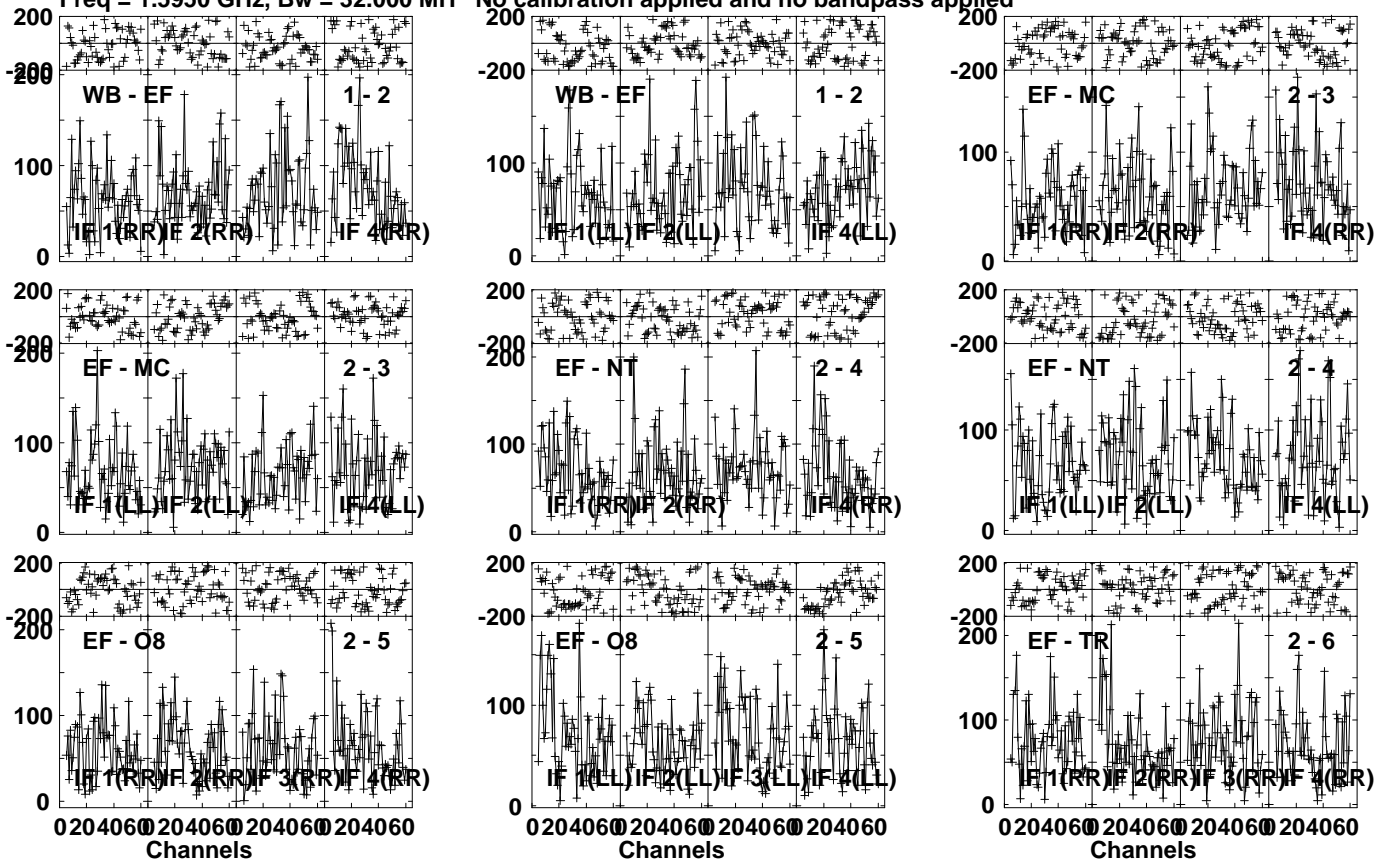 Freq = 1.5950 GHz, Bw = 32.000 MH No calibration applied and no bandpass applied
200
-200
200
100
0
WB - EF 1 - 2
IF 1(RR) IF 2(RR) IF 4(RR)
200
-200
200
100
0
WB - EF 1 - 2
IF 1(LL) IF 2(LL) IF 4(LL)
200
-200
100
0
EF - MC 2 - 3
IF 1(RR) IF 2(RR) IF 4(RR)
200
-200
200
100
0
EF - MC 2 - 3
IF 1(LL) IF 2(LL) IF 4(LL)
200
-200
200
100
0
EF - NT 2 - 4
IF 1(RR) IF 2(RR) IF 4(RR)
200
-200
100
0
EF - NT 2 - 4
IF 1(LL) IF 2(LL) IF 4(LL)
200
-200
200
100
0
EF - O8 2 - 5
IF 1(RR) IF 2(RR) IF 3(RR) IF 4(RR)
0 20 40 60 0 20 40 60 0 20 40 60 0 20 40 60
Channels
200
-200
100
0
EF - O8 2 - 5
IF 1(LL) IF 2(LL) IF 3(LL) IF 4(LL)
0 20 40 60 0 20 40 60 0 20 40 60 0 20 40 60
Channels
200
-200
200
100
0
EF - TR 2 - 6
IF 1(RR) IF 2(RR) IF 3(RR) IF 4(RR)
0 20 40 60 0 20 40 60 0 20 40 60 0 20 40 60
Channels